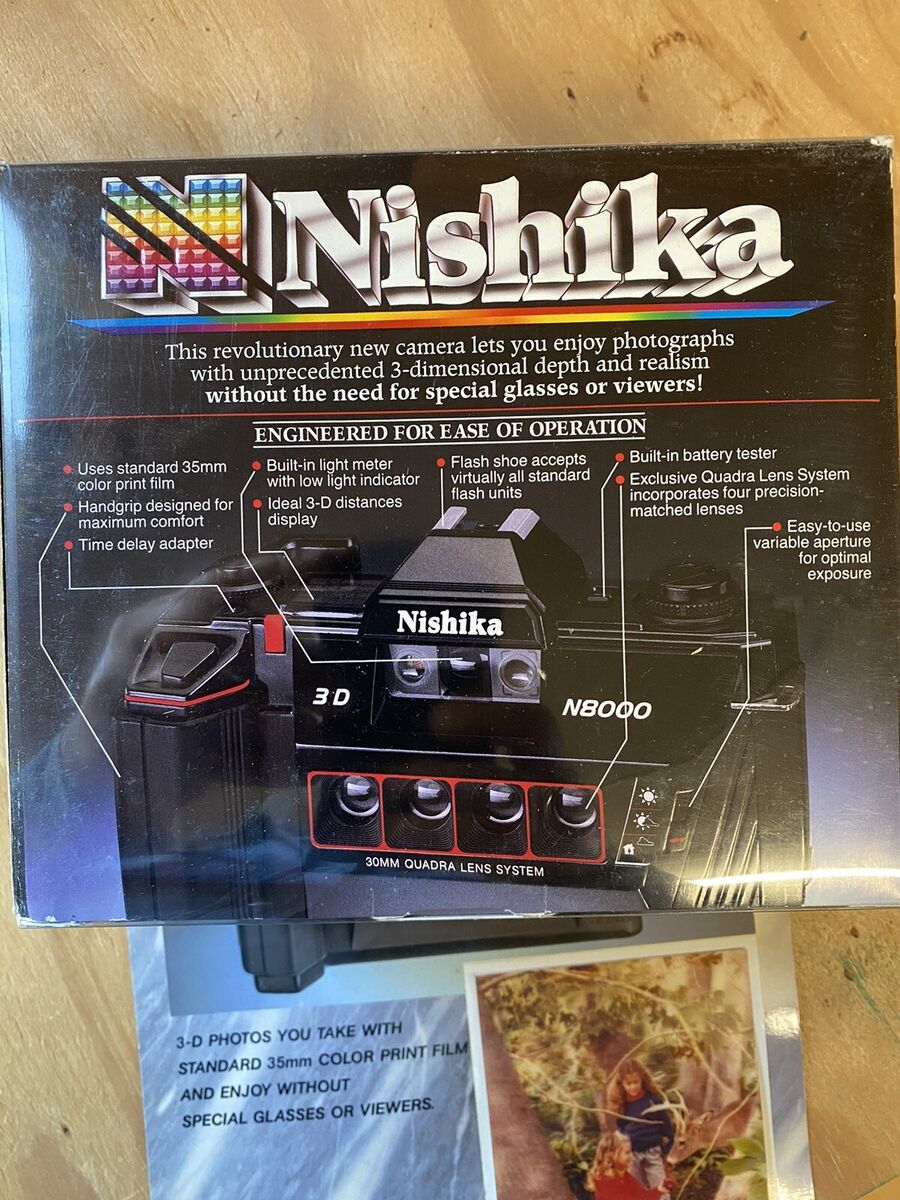 Nishika
This revolutionary new camera lets you enjoy photographs
with unprecedented 3-dimensional depth and realism
without the need for special glasses or viewers!
ENGINEERED FOR EASE OF OPERATION
Uses standard 35mm
color print film
Handgrip designed for
maximum comfort
Time delay adapter
Built-in light meter
with low light indicator
Ideal 3-D distances
display
Flash shoe accepts
virtually all standard
flash units
Built-in battery tester
Exclusive Quadra Lens System
incorporates four precision-
matched lenses
Easy-to-use
variable aperture
for optimal
exposure
Nishika
3-D
N8000
30MM QUADRA LENS SYSTEM
3-D PHOTOS YOU TAKE WITH
STANDARD 35mm COLOR PRINT FILM
AND ENJOY WITHOUT
SPECIAL GLASSES OR VIEWERS.